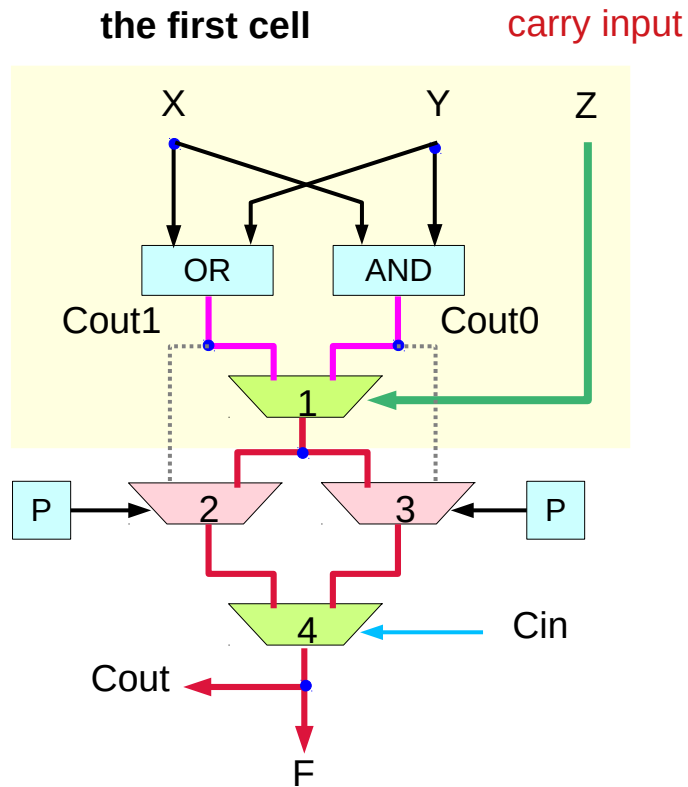 the first cell
carry input
X
Y
Z
OR
AND
Cout1
Cout0
1
P
2
3
P
4
Cin
Cout
F